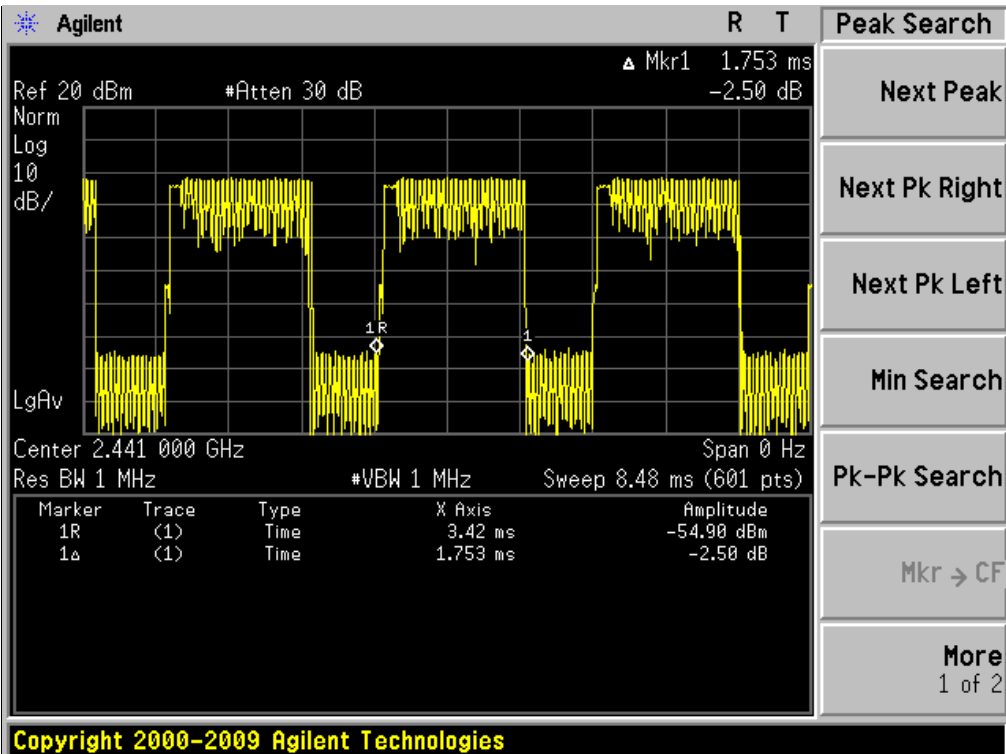 Agilent R T
Peak Search
Δ Mkr1 1.753 ms
Ref 20 dBm #Atten 30 dB -2.50 dB
Norm
Log
10
dB/
1R
1
LgAv
Center 2.441 000 GHz Span 0 Hz
Res BW 1 MHz #VBW 1 MHz Sweep 8.48 ms (601 pts)
Marker Trace Type X Axis Amplitude
1R (1) Time 3.42 ms -54.90 dBm
1Δ (1) Time 1.753 ms -2.50 dB
Next Peak
Next Pk Right
Next Pk Left
Min Search
Pk-Pk Search
Mkr → CF
More
1 of 2
Copyright 2000-2009 Agilent Technologies